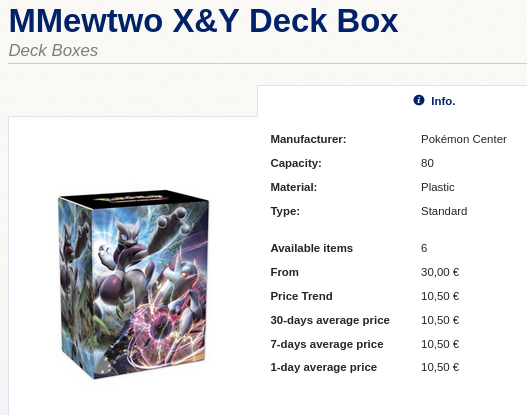 MMewtwo X&Y Deck Box
Deck Boxes
Info.
Manufacturer: Pokémon Center
Capacity: 80
Material: Plastic
Type: Standard
Available items 6
From 30,00 €
Price Trend 10,50 €
30-days average price 10,50 €
7-days average price 10,50 €
1-day average price 10,50 €
Pokémon